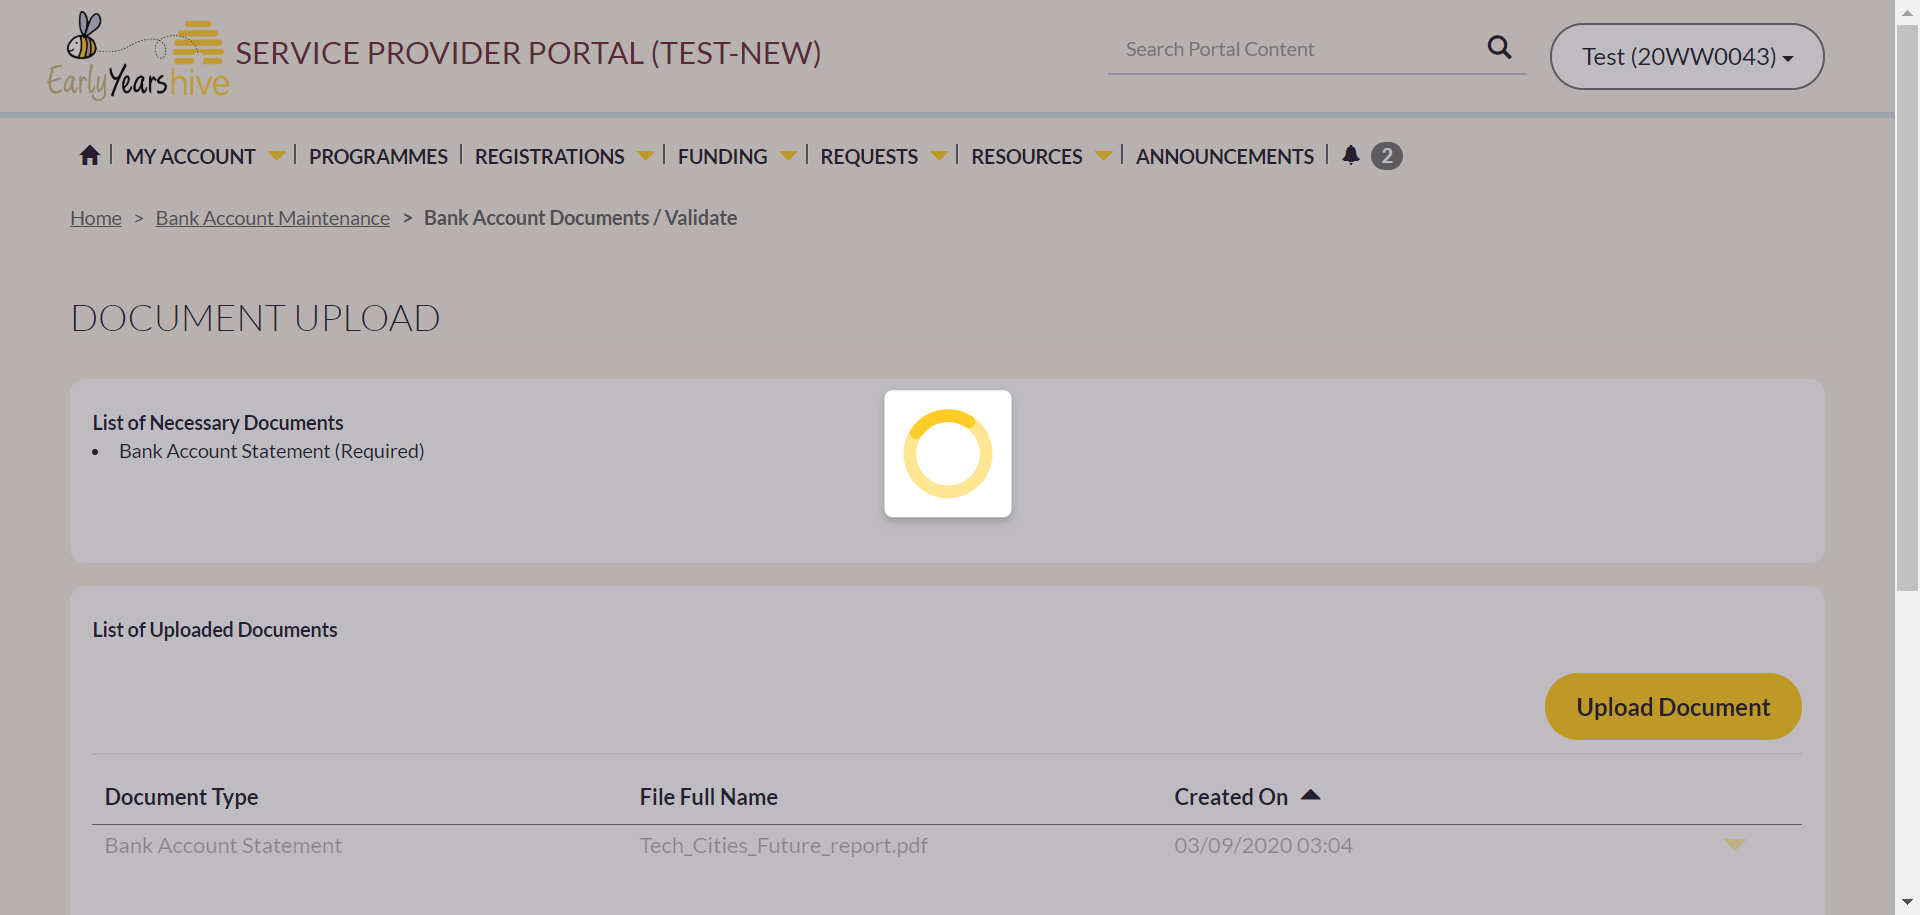 EarlyYearshive
SERVICE PROVIDER PORTAL (TEST-NEW)
Search Portal Content
Test (20WW0043)
MY ACCOUNT
PROGRAMMES
REGISTRATIONS
FUNDING
REQUESTS
RESOURCES
ANNOUNCEMENTS
2
Home > Bank Account Maintenance > Bank Account Documents / Validate
DOCUMENT UPLOAD
List of Necessary Documents
• Bank Account Statement (Required)
List of Uploaded Documents
Upload Document
Document Type File Full Name Created On
Bank Account Statement Tech_Cities_Future_report.pdf 03/09/2020 03:04